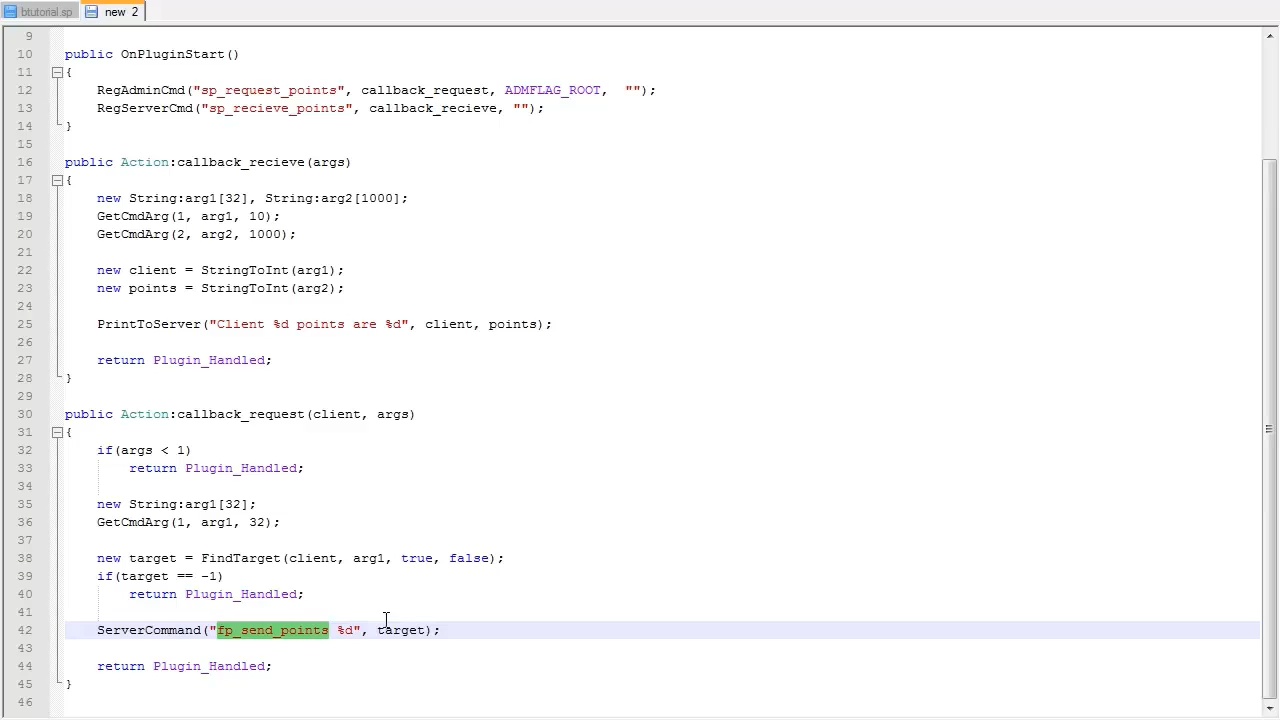 btutorial.sp new 2
9
10 public OnPluginStart()
11 {
12 RegAdminCmd("sp_request_points", callback_request, ADMFLAG_ROOT, "");
13 RegServerCmd("sp_recieve_points", callback_recieve, "");
14 }
15
16 public Action:callback_recieve(args)
17 {
18 new String:arg1[32], String:arg2[1000];
19 GetCmdArg(1, arg1, 10);
20 GetCmdArg(2, arg2, 1000);
21
22 new client = StringToInt(arg1);
23 new points = StringToInt(arg2);
24
25 PrintToServer("Client %d points are %d", client, points);
26
27 return Plugin_Handled;
28 }
29
30 public Action:callback_request(client, args)
31 {
32 if(args < 1)
33 return Plugin_Handled;
34
35 new String:arg1[32];
36 GetCmdArg(1, arg1, 32);
37
38 new target = FindTarget(client, arg1, true, false);
39 if(target == -1)
40 return Plugin_Handled;
41
42 ServerCommand("fp_send_points %d", target);
43
44 return Plugin_Handled;
45 }
46